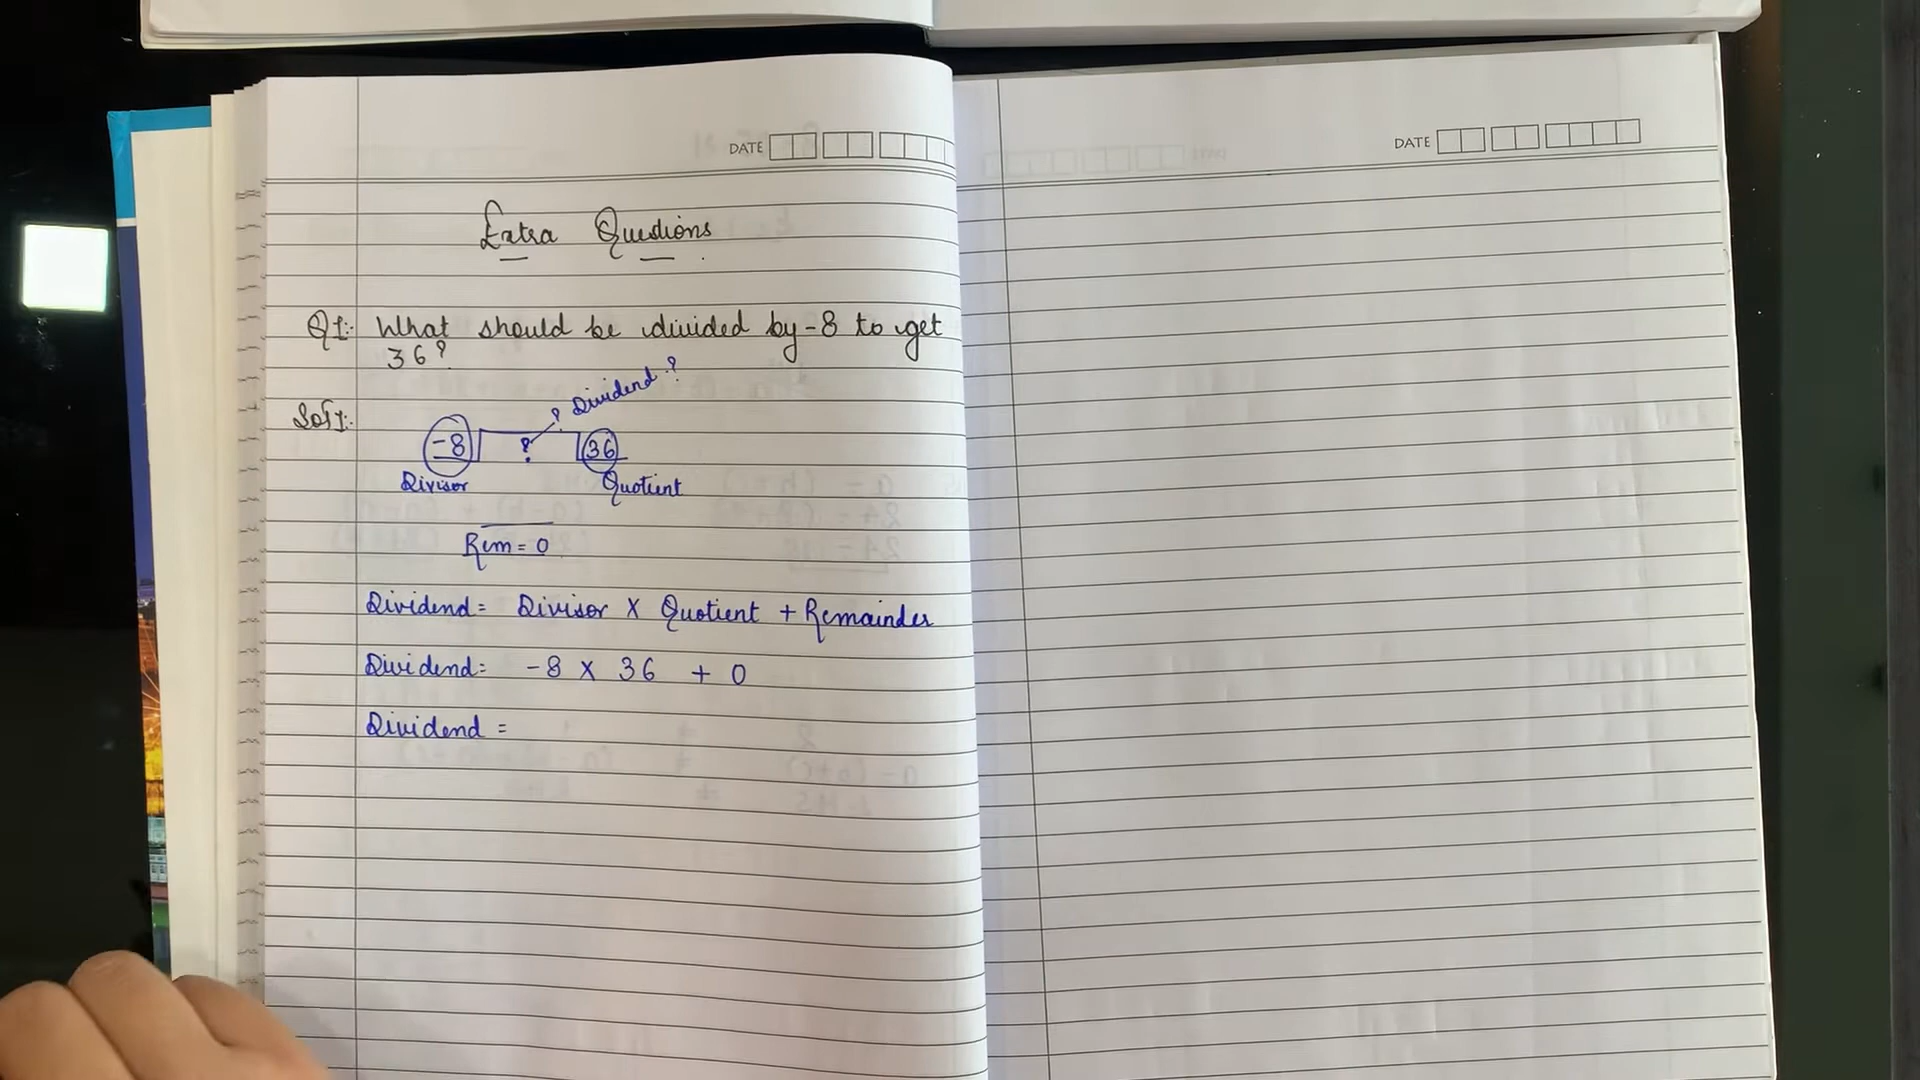 DATE
DATE
Extra Questions
Q1:- What should be divided by -8 to get
36?
Sol1:-
? Dividend ?
-8 ? 36
Divisor Quotient
Rem = 0
Dividend = Divisor X Quotient + Remainder
Dividend = -8 X 36 + 0
Dividend =